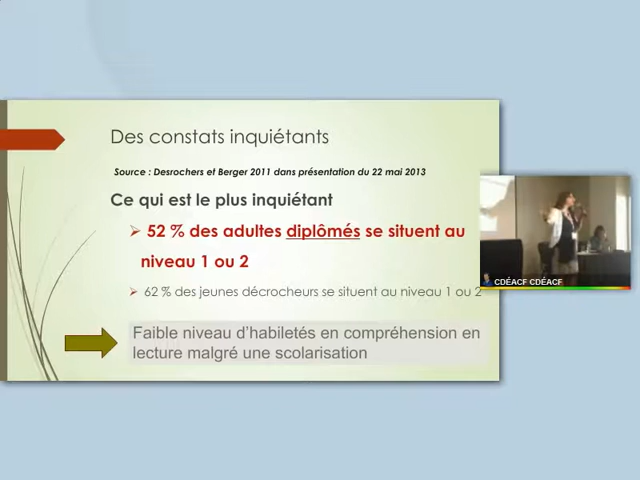 Des constats inquiétants
Source : Desrochers et Berger 2011 dans présentation du 22 mai 2013
Ce qui est le plus inquiétant
52 % des adultes diplômés se situent au
niveau 1 ou 2
62 % des jeunes décrocheurs se situent au niveau 1 ou 2
Faible niveau d'habiletés en compréhension en
lecture malgré une scolarisation
CDÉACF CDÉACF